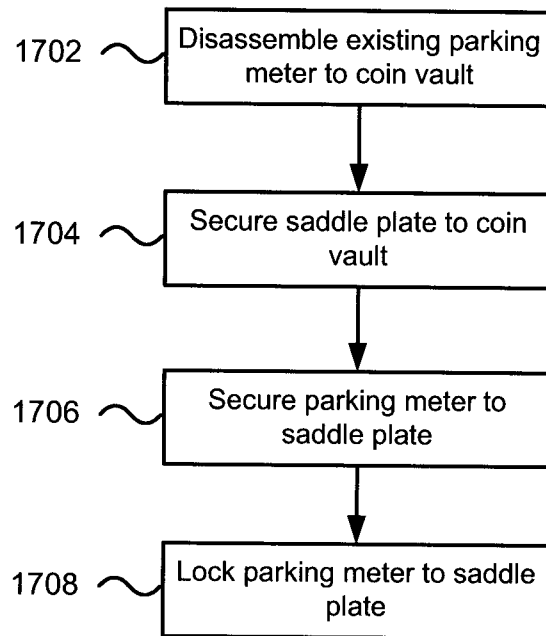 1702
Disassemble existing parking
meter to coin vault
1704
Secure saddle plate to coin
vault
1706
Secure parking meter to
saddle plate
1708
Lock parking meter to saddle
plate